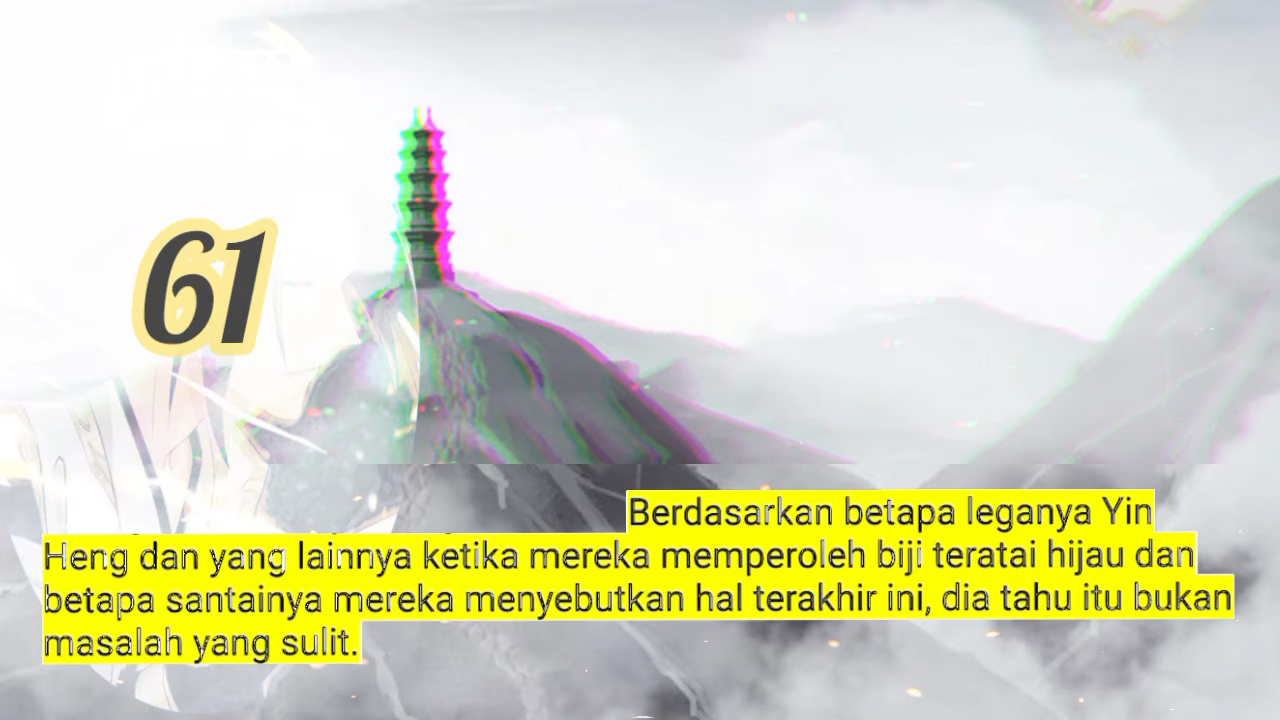 61
Berdasarkan betapa leganya Yin
Heng dan yang lainnya ketika mereka memperoleh biji teratai hijau dan
betapa santainya mereka menyebutkan hal terakhir ini, dia tahu itu bukan
masalah yang sulit.